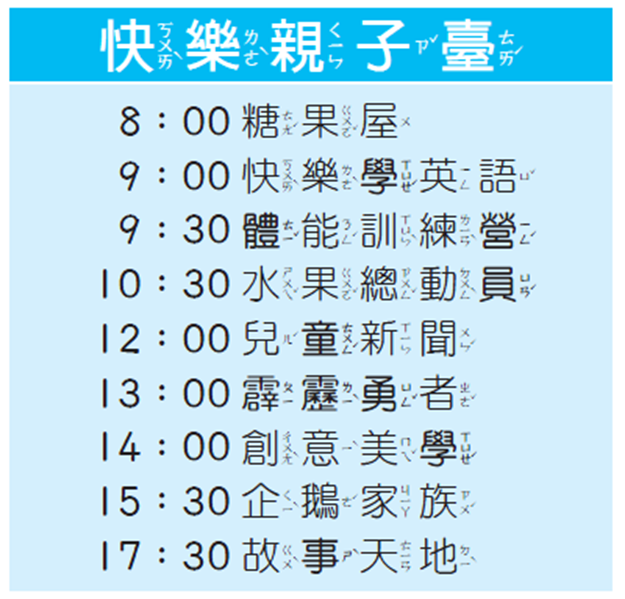 快樂親子臺
8：00 糖果屋
9：00 快樂學英語
9：30 體能訓練營
10：30 水果總動員
12：00 兒童新聞
13：00 霹靂勇者
14：00 創意美學
15：30 企鵝家族
17：30 故事天地